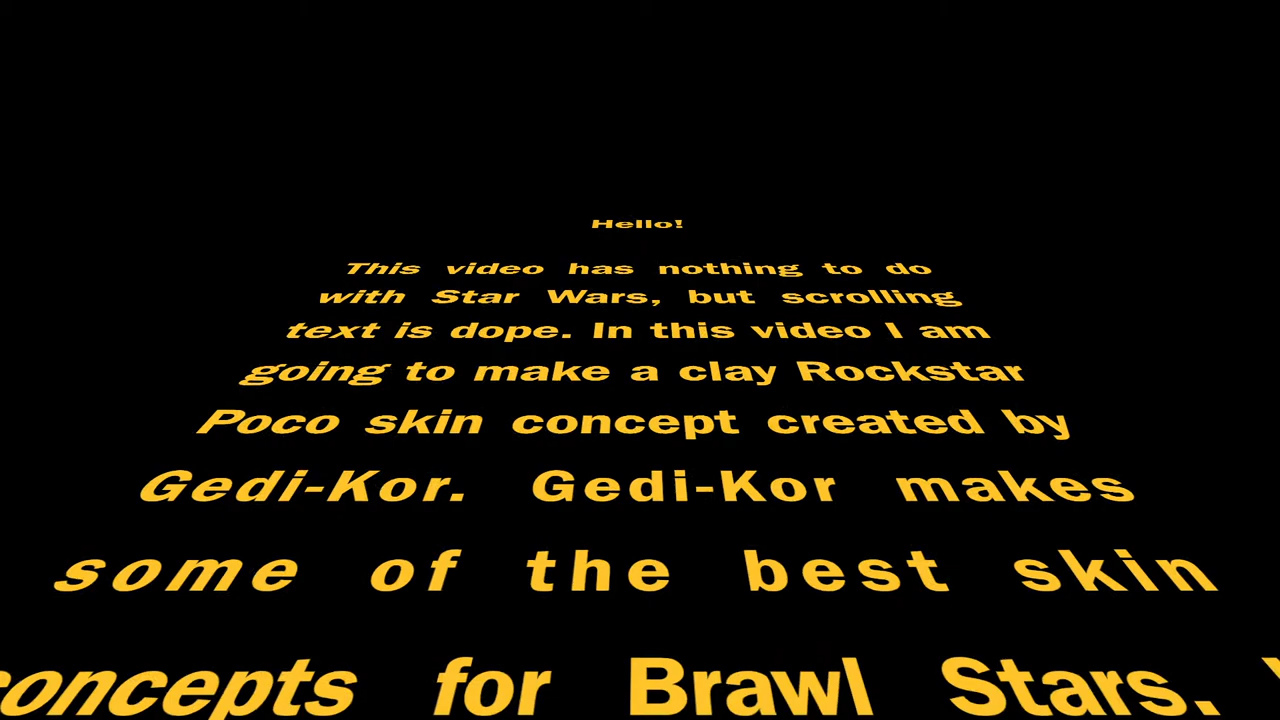 Hello!
This video has nothing to do
with Star Wars, but scrolling
text is dope. In this video I am
going to make a clay Rockstar
Poco skin concept created by
Gedi-Kor. Gedi-Kor makes
some of the best skin
concepts for Brawl Stars.